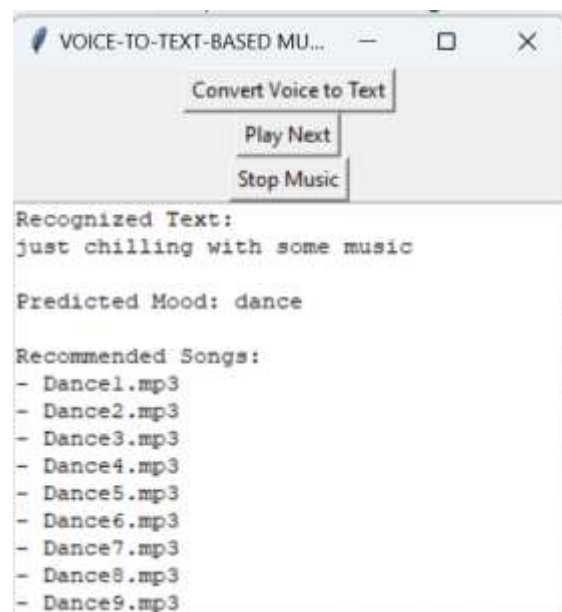 VOICE-TO-TEXT-BASED MU...
Convert Voice to Text
Play Next
Stop Music
Recognized Text:
just chilling with some music
Predicted Mood: dance
Recommended Songs:
- Dance1.mp3
- Dance2.mp3
- Dance3.mp3
- Dance4.mp3
- Dance5.mp3
- Dance6.mp3
- Dance7.mp3
- Dance8.mp3
- Dance9.mp3